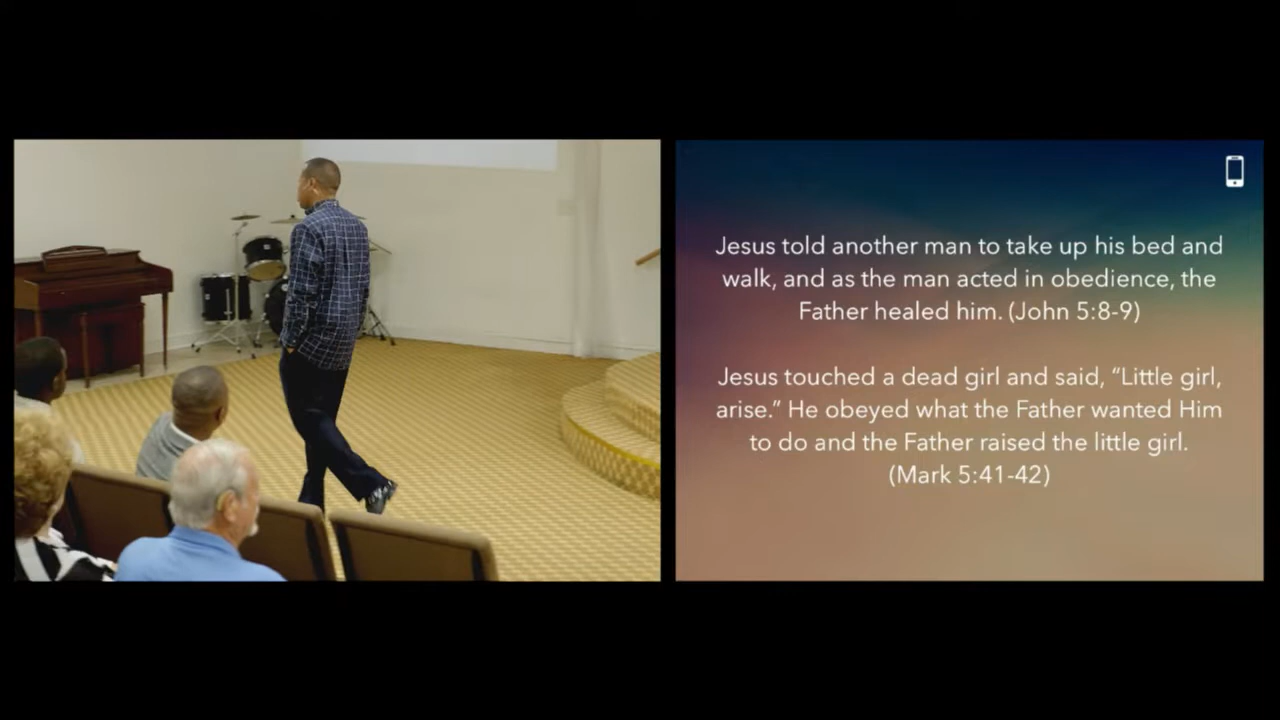 Jesus told another man to take up his bed and
walk, and as the man acted in obedience, the
Father healed him. (John 5:8-9)
Jesus touched a dead girl and said, “Little girl,
arise.” He obeyed what the Father wanted Him
to do and the Father raised the little girl.
(Mark 5:41-42)